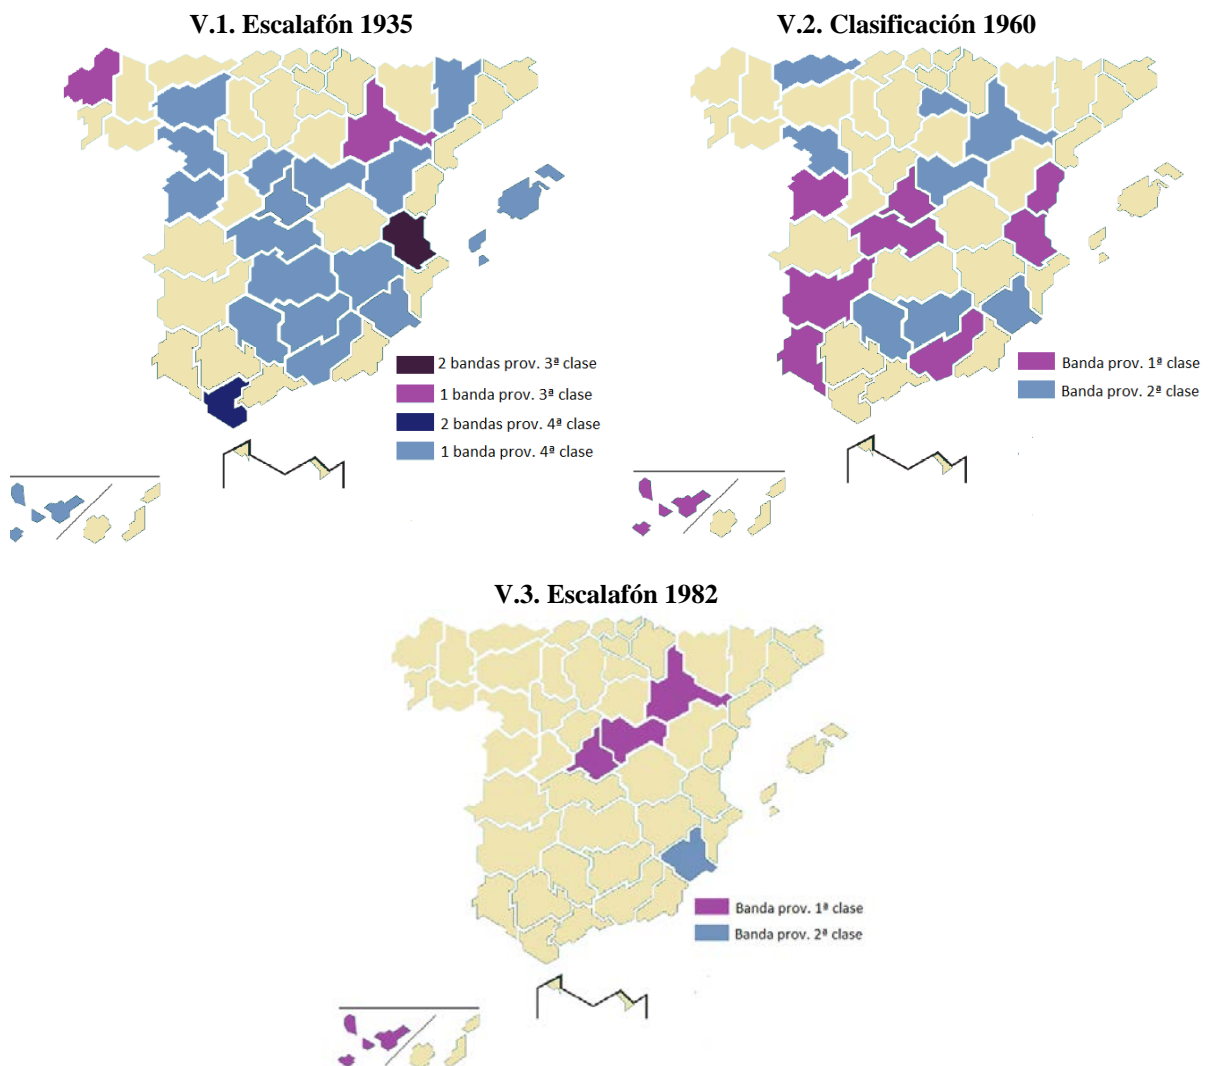 V.1. Escalafón 1935
2 bandas prov. 3ª clase
1 banda prov. 3ª clase
2 bandas prov. 4ª clase
1 banda prov. 4ª clase
V.2. Clasificación 1960
Banda prov. 1ª clase
Banda prov. 2ª clase
V.3. Escalafón 1982
Banda prov. 1ª clase
Banda prov. 2ª clase